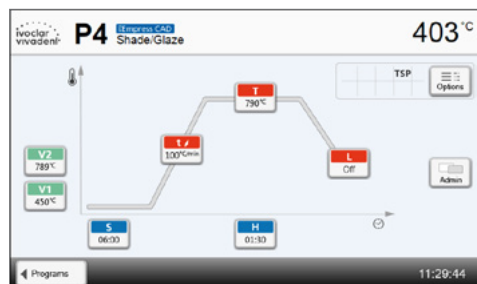 ivoclar
vivadent
P4
IPS Empress CAD
Shade/Glaze
403°C
TSP
Options
T
790°C
t
100°C/min
V2
789°C
L
Off
V1
450°C
Admin
S
06:00
H
01:30
Programs
11:29:44